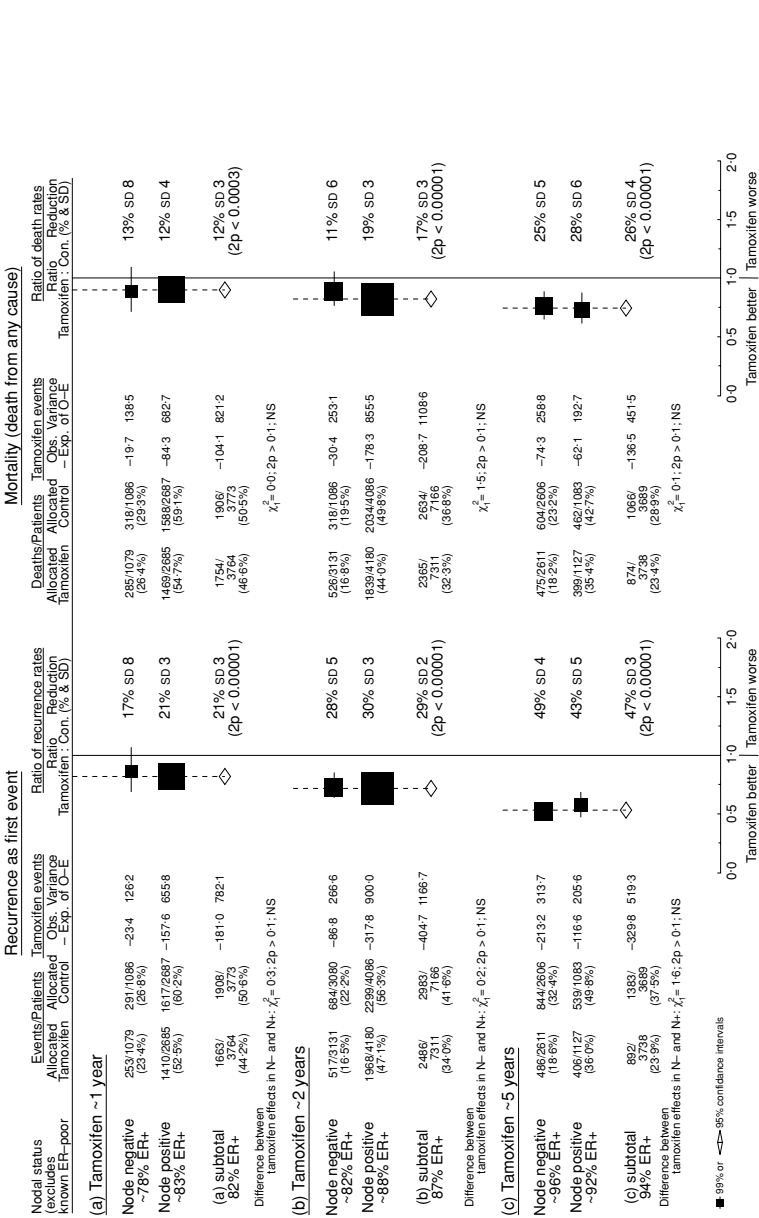 Recurrence as first event
Mortality (death from any cause)
Nodal status
(excludes
known ER–poor
Events/Patients
Allocated Tamoxifen
Allocated Control
Tamoxifen events
Obs. – Exp.
Variance of O–E
Ratio of recurrence rates
Ratio
Tamoxifen : Con.
Reduction
(% & SD)
Deaths/Patients
Allocated Tamoxifen
Allocated Control
Tamoxifen events
Obs. – Exp.
Variance of O–E
Ratio of death rates
Ratio
Tamoxifen : Con.
Reduction
(% & SD)
(a) Tamoxifen ~1 year
Node negative 253/1079 291/1086 –23·4 126·2 17% SD 8 285/1079 318/1086 –19·7 138·5 13% SD 8
~78% ER+ (23·4%) (26·8%) (26·4%) (29·3%)
Node positive 1410/2685 1617/2687 –157·6 655·8 21% SD 3 1469/2685 1588/2687 –84·3 682·7 12% SD 4
~83% ER+ (52·5%) (60·2%) (54·7%) (59·1%)
(a) subtotal 1663/ 1908/ –181·0 782·1 21% SD 3 1754/ 1906/ –104·1 821·2 12% SD 3
82% ER+ 3764 3773 (2p < 0.00001) 3764 3773 (2p < 0.0003)
(44·2%) (50·6%) (46·6%) (50·5%)
Difference between
tamoxifen effects in N– and N+: χ²₁= 0·3; 2p > 0·1; NS χ²₁= 0·0; 2p > 0·1; NS
(b) Tamoxifen ~2 years
Node negative 517/3131 684/3080 –86·8 266·6 28% SD 5 526/3131 318/1086 –30·4 253·1 11% SD 6
~82% ER+ (16·5%) (22·2%) (16·8%) (19·5%)
Node positive 1968/4180 2299/4086 –317·8 900·0 30% SD 3 1839/4180 2034/4086 –178·3 855·5 19% SD 3
~88% ER+ (47·1%) (56·3%) (44·0%) (49·8%)
(b) subtotal 2486/ 2983/ –404·7 1166·7 29% SD 2 2365/ 2634/ –208·7 1108·6 17% SD 3
87% ER+ 7311 7166 (2p < 0.00001) 7311 7166 (2p < 0.00001)
(34·0%) (41·6%) (32·3%) (36·8%)
Difference between
tamoxifen effects in N– and N+: χ²₁= 0·2; 2p > 0·1; NS χ²₁= 1·5; 2p > 0·1; NS
(c) Tamoxifen ~5 years
Node negative 486/2611 844/2606 –213·2 313·7 49% SD 4 475/2611 604/2606 –74·3 258·8 25% SD 5
~96% ER+ (18·6%) (32·4%) (18·2%) (23·2%)
Node positive 406/1127 539/1083 –116·6 205·6 43% SD 5 399/1127 462/1083 –62·1 192·7 28% SD 6
~92% ER+ (36·0%) (49·8%) (35·4%) (42·7%)
(c) subtotal 892/ 1383/ –329·8 519·3 47% SD 3 874/ 1066/ –136·5 451·5 26% SD 4
94% ER+ 3738 3689 (2p < 0.00001) 3738 3689 (2p < 0.00001)
(23·9%) (37·5%) (23·4%) (28·9%)
Difference between
tamoxifen effects in N– and N+: χ²₁= 1·6; 2p > 0·1; NS χ²₁= 0·1; 2p > 0·1; NS
99% or 95% confidence intervals
0·0 0·5 1·0 1·5 2·0 0·0 0·5 1·0 1·5 2·0
Tamoxifen better Tamoxifen worse Tamoxifen better Tamoxifen worse